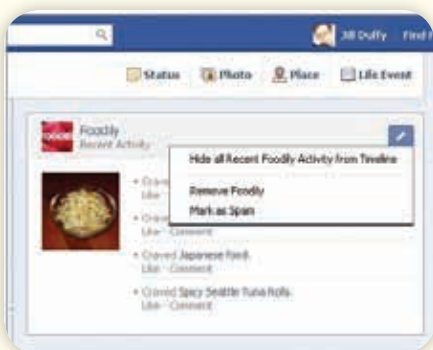 Jill Duffy Find
Status Photo Place Life Event
Foodily
Recent Activity
Hide all Recent Foodily Activity from Timeline
Remove Foodily
Mark as Spam
Like · Comment
Like · Comment
• Craved Japanese food.
Like · Comment
• Craved Spicy Seattle Tuna Rolls.
Like · Comment